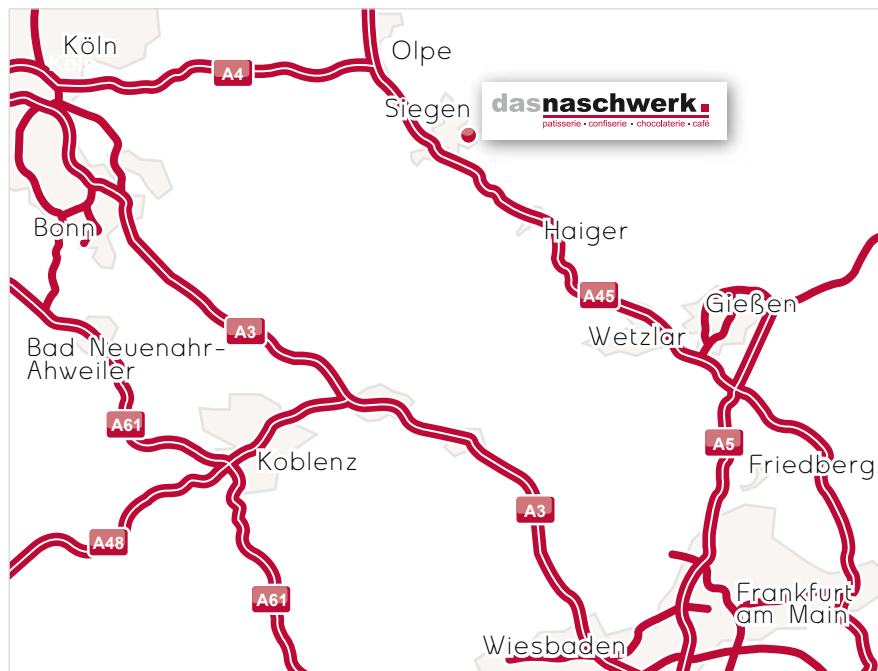 Köln
Köln
Olpe
A4
Siegen
dasnaschwerk.
patisserie • confiserie • chocolaterie • café
Bonn
Haiger
A45
Gießen
A3
Wetzlar
Bad Neuenahr-
Ahweiler
A61
A5
Koblenz
Friedberg
A3
A48
A61
Frankfurt
am Main
Wiesbaden